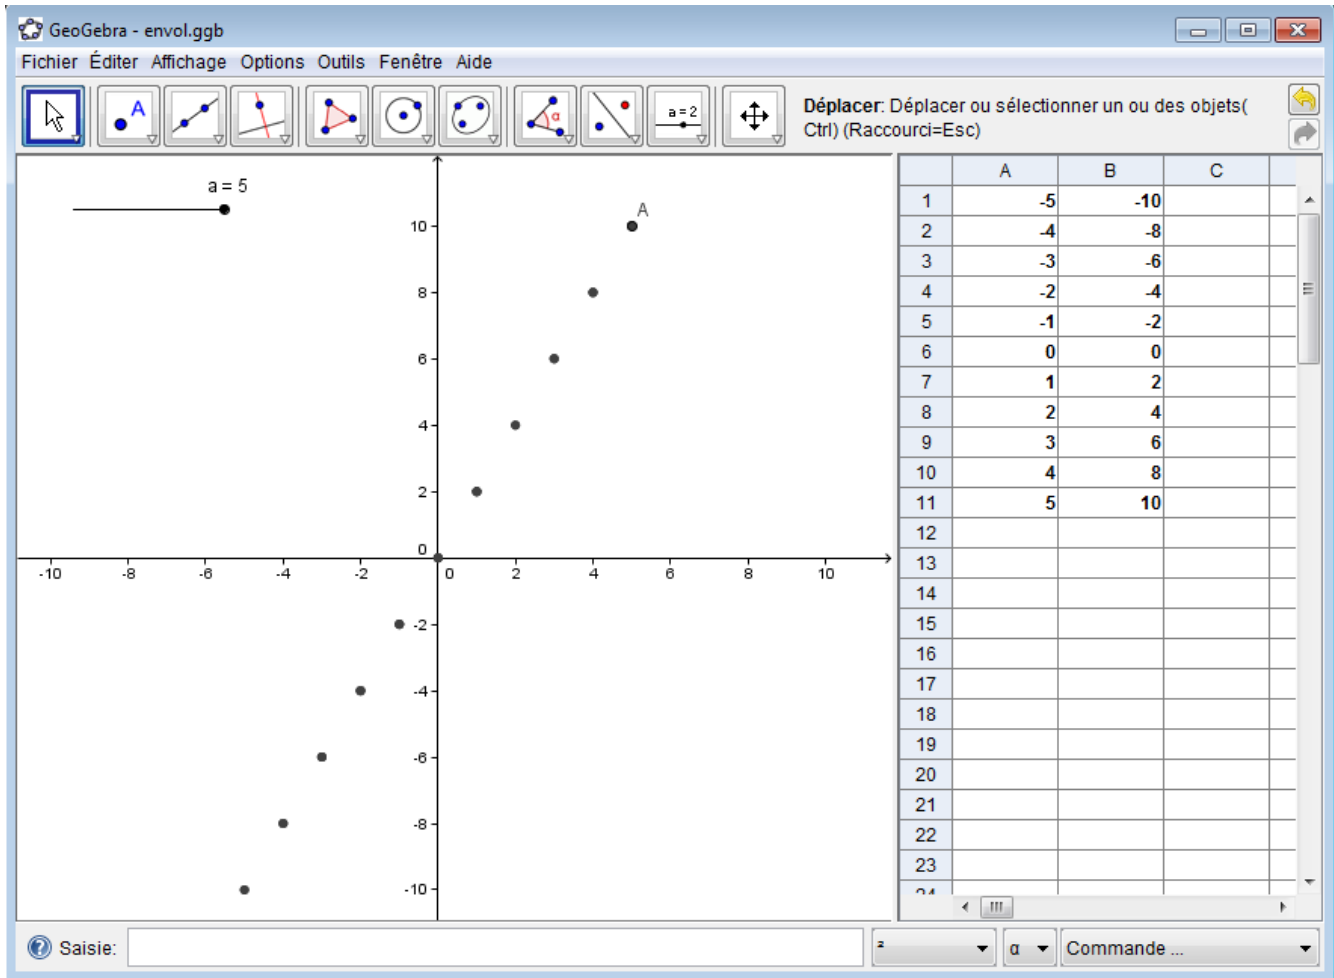 GeoGebra - envol.ggb
Fichier Éditer Affichage Options Outils Fenêtre Aide
A
α
a = 2
Déplacer: Déplacer ou sélectionner un ou des objets(
Ctrl) (Raccourci=Esc)
a = 5
A
10
8
6
4
2
0
-10 -8 -6 -4 -2 0 2 4 6 8 10
-2
-4
-6
-8
-10
A B C
1 -5 -10
2 -4 -8
3 -3 -6
4 -2 -4
5 -1 -2
6 0 0
7 1 2
8 2 4
9 3 6
10 4 8
11 5 10
12
13
14
15
16
17
18
19
20
21
22
23
24
Saisie: ² α Commande ...